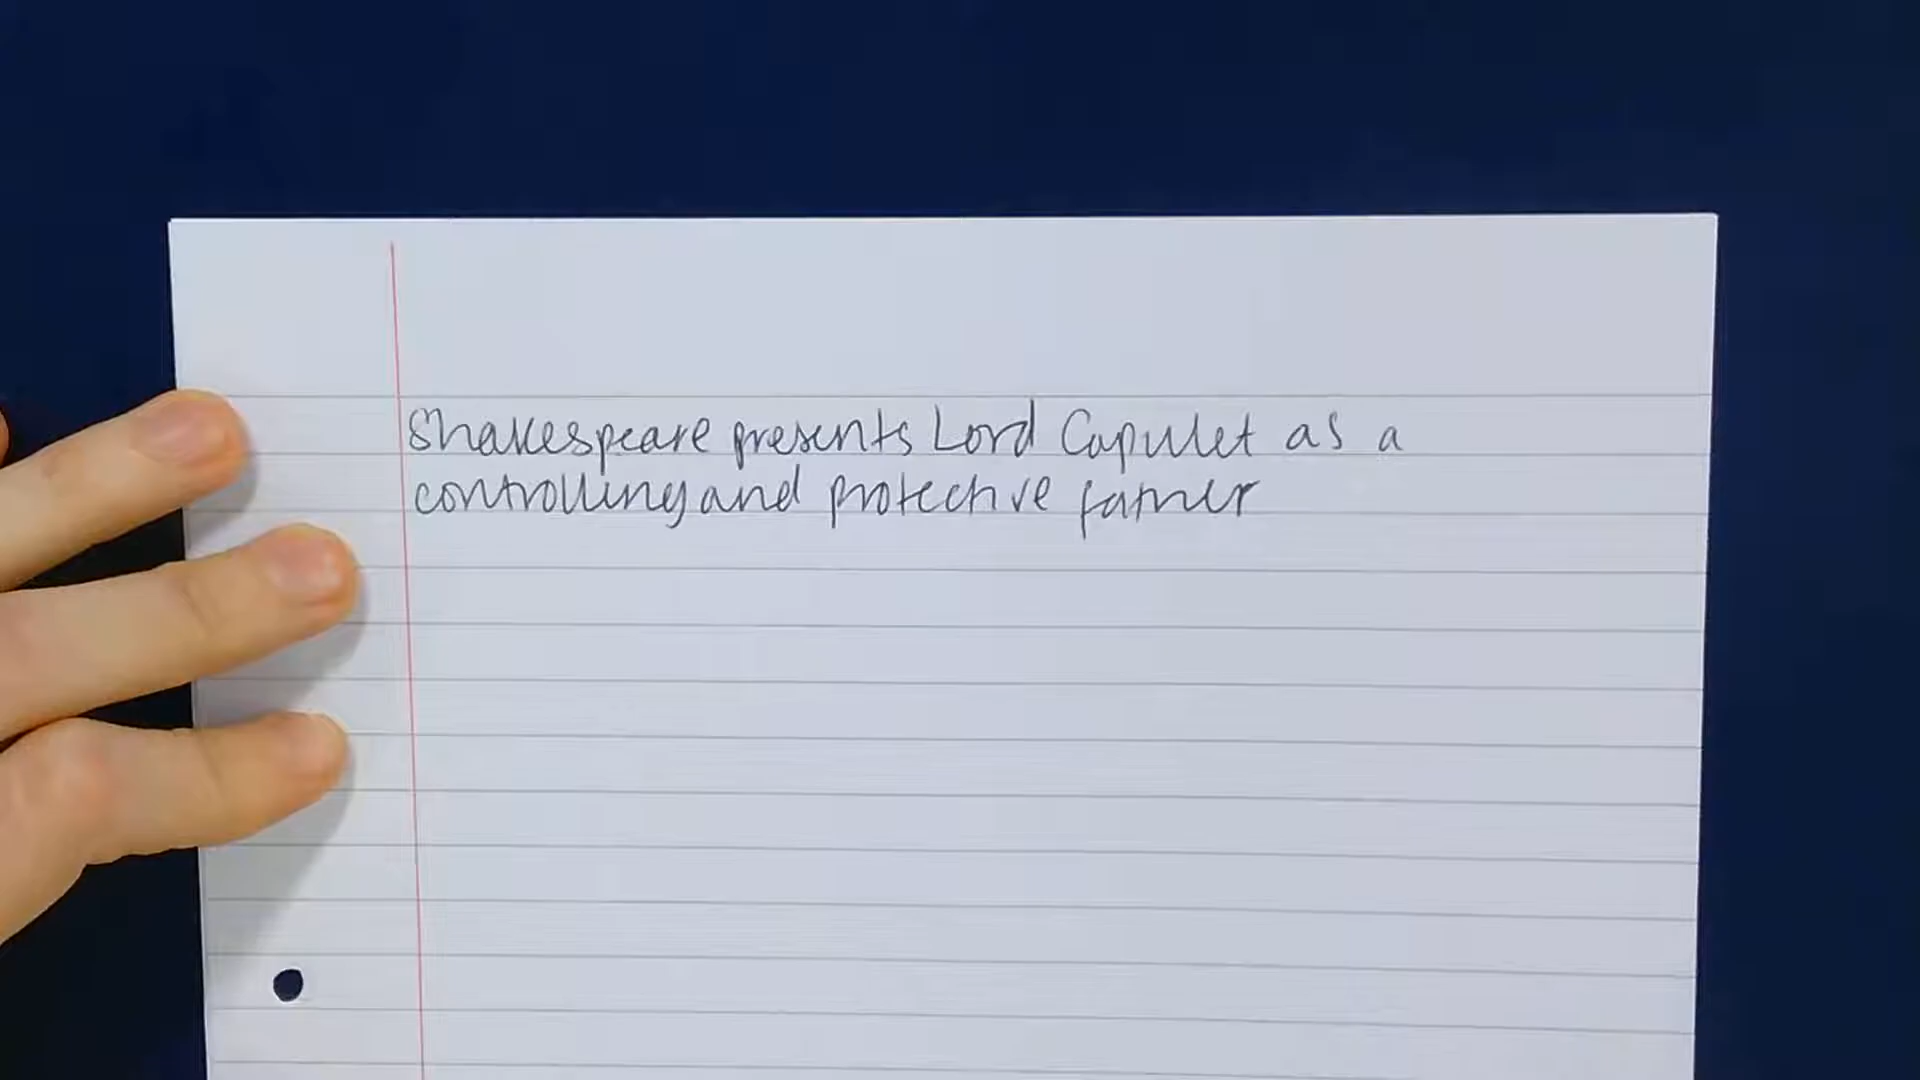 Shakespeare presents Lord Capulet as a
controlling and protective father